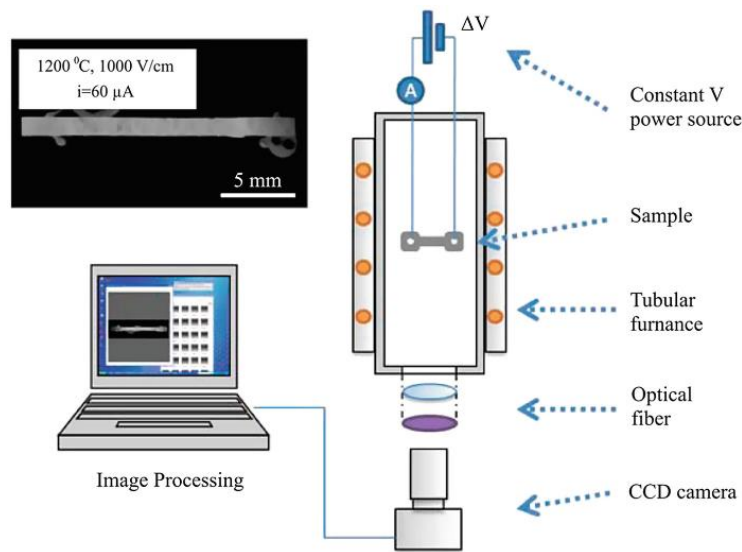 1200 ⁰C, 1000 V/cm
i=60 µA
5 mm
ΔV
A
Constant V
power source
Sample
Tubular
furnance
Optical
fiber
CCD camera
Image Processing